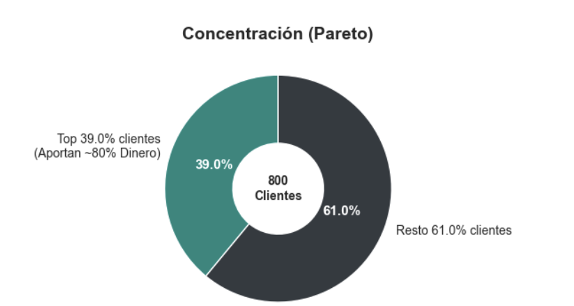 Concentración (Pareto)
Top 39.0% clientes
(Aportan ~80% Dinero)
39.0%
800
Clientes
61.0%
Resto 61.0% clientes